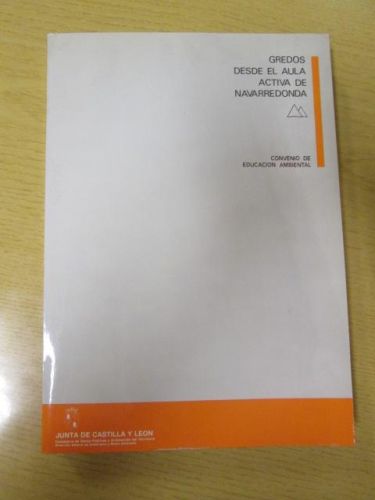 GREDOS
DESDE EL AULA
ACTIVA DE
NAVARREDONDA
CONVENIO DE
EDUCACION AMBIENTAL
JUNTA DE CASTILLA Y LEON